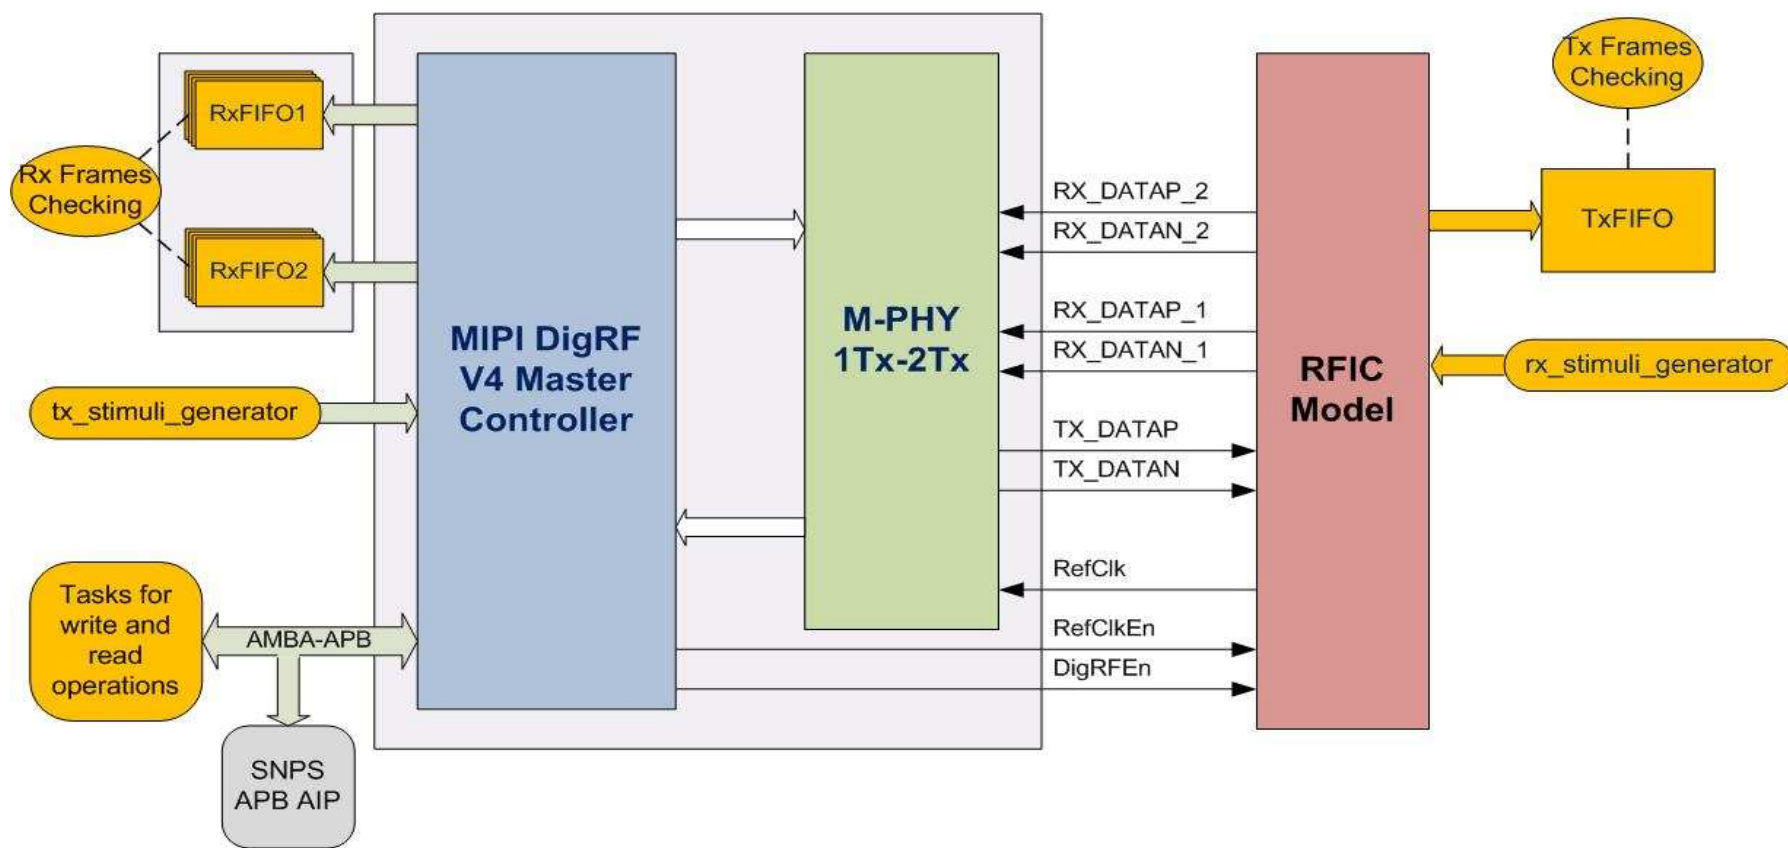 Rx Frames
Checking
RxFIFO1
RxFIFO2
tx_stimuli_generator
Tasks for
write and
read
operations
AMBA-APB
SNPS
APB AIP
MIPI DigRF
V4 Master
Controller
M-PHY
1Tx-2Tx
RX_DATAP_2
RX_DATAN_2
RX_DATAP_1
RX_DATAN_1
TX_DATAP
TX_DATAN
RefClk
RefClkEn
DigRFEn
RFIC
Model
Tx Frames
Checking
TxFIFO
rx_stimuli_generator